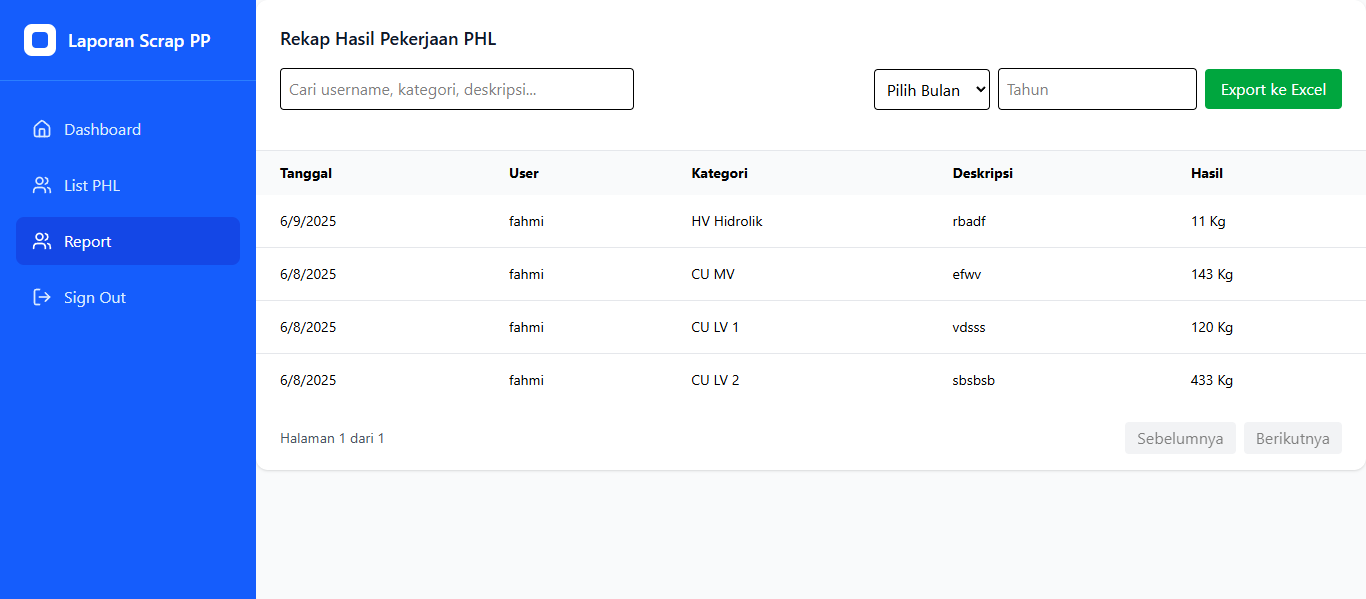 Laporan Scrap PP
Dashboard
List PHL
Report
Sign Out
Rekap Hasil Pekerjaan PHL
Cari username, kategori, deskripsi...
Pilih Bulan
Tahun
Export ke Excel
Tanggal User Kategori Deskripsi Hasil
6/9/2025 fahmi HV Hidrolik rbadf 11 Kg
6/8/2025 fahmi CU MV efwv 143 Kg
6/8/2025 fahmi CU LV 1 vdsss 120 Kg
6/8/2025 fahmi CU LV 2 sbsbsb 433 Kg
Halaman 1 dari 1
Sebelumnya
Berikutnya